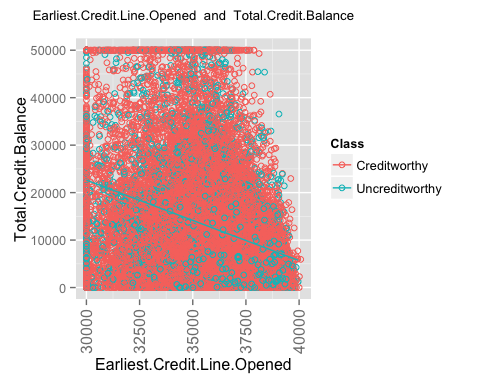 Earliest.Credit.Line.Opened and Total.Credit.Balance
50000
40000
30000
20000
10000
0
Total.Credit.Balance
30000
32500
35000
37500
40000
Earliest.Credit.Line.Opened
Class
Creditworthy
Uncreditworthy